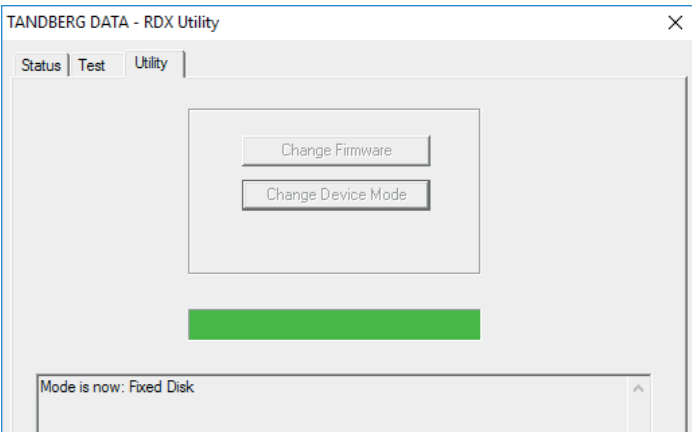 TANDBERG DATA - RDX Utility
Status Test Utility
Change Firmware
Change Device Mode
Mode is now: Fixed Disk